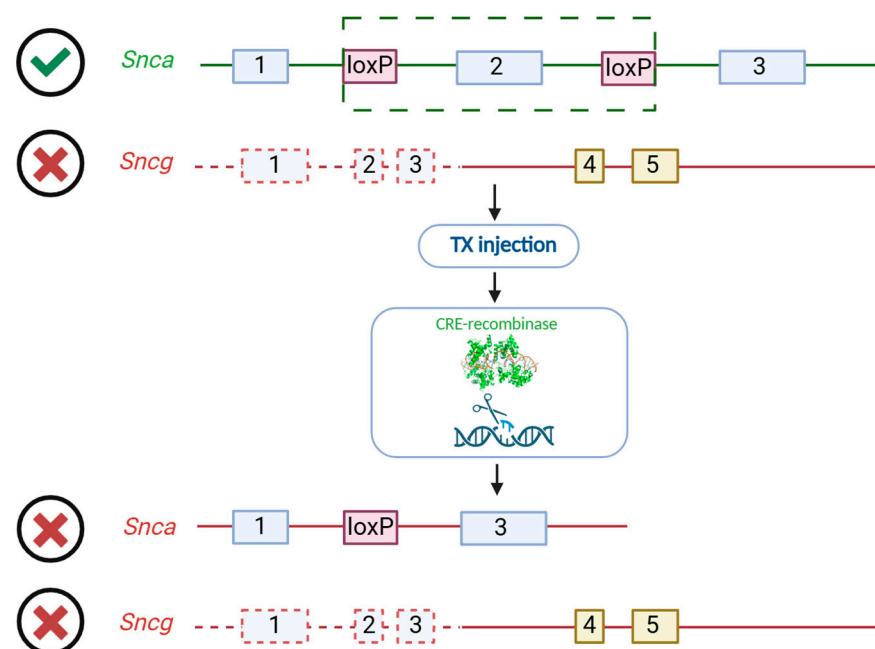 Snca 1 loxP 2 loxP 3
Sncg 1 2 3 4 5
TX injection
CRE-recombinase
Snca 1 loxP 3
Sncg 1 2 3 4 5